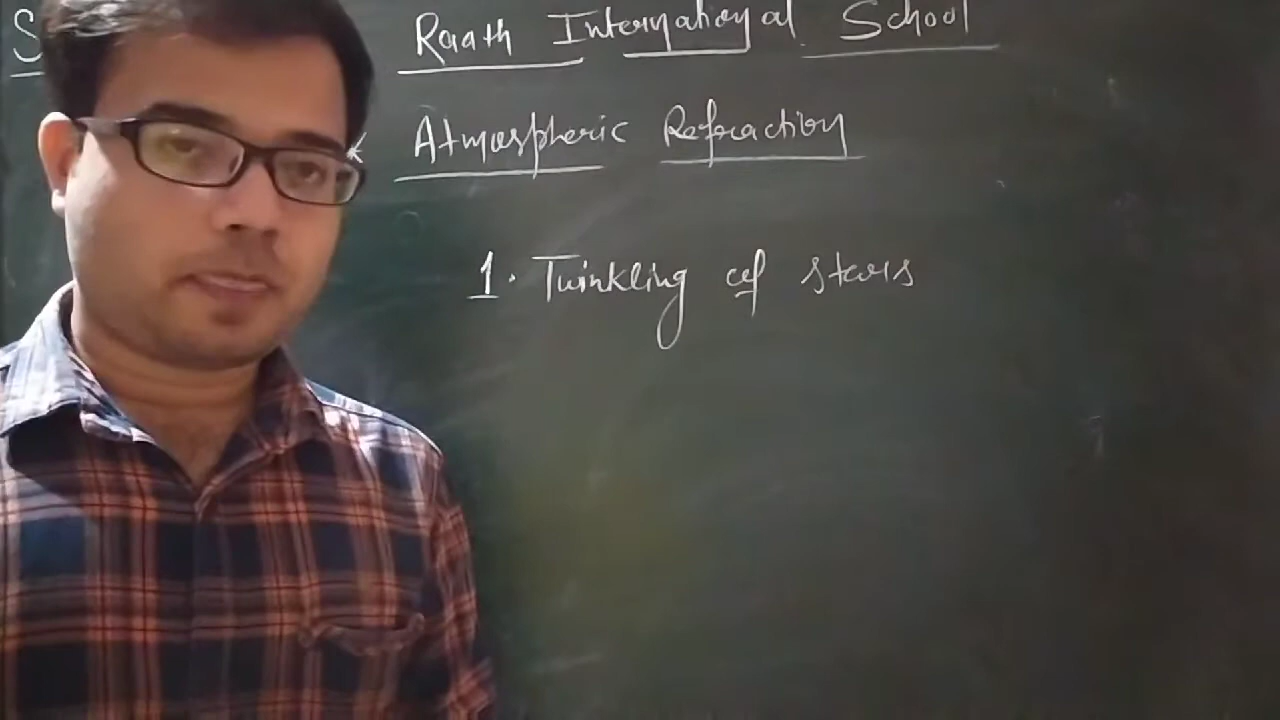 S
Raath International School
Atmospheric Refraction
1. Twinkling of stars